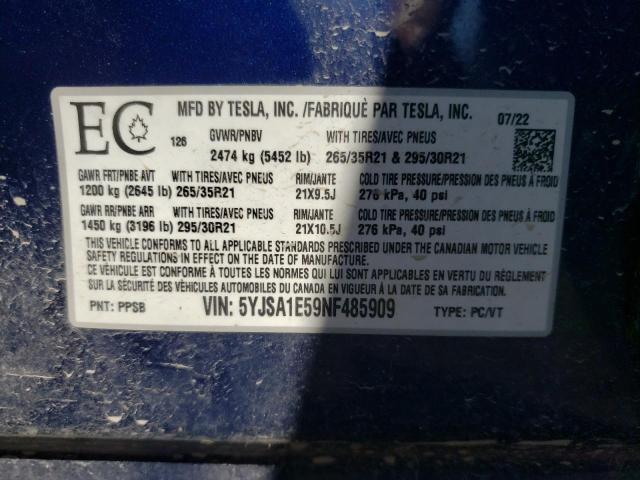 EC
MFD BY TESLA, INC. /FABRIQUÈ PAR TESLA, INC.
07/22
126
GVWR/PNBV WITH TIRES/AVEC PNEUS
2474 kg (5452 lb) 265/35R21 & 295/30R21
GAWR FRT/PNBE AVT WITH TIRES/AVEC PNEUS RIM/JANTE COLD TIRE PRESSURE/PRESSION DES PNEUS À FROID
1200 kg (2645 lb) 265/35R21 21X9.5J 276 kPa, 40 psi
GAWR RR/PNBE ARR WITH TIRES/AVEC PNEUS RIM/JANTE COLD TIRE PRESSURE/PRESSION DES PNEUS À FROID
1450 kg (3196 lb) 295/30R21 21X10.5J 276 kPa, 40 psi
THIS VEHICLE CONFORMS TO ALL APPLICABLE STANDARDS PRESCRIBED UNDER THE CANADIAN MOTOR VEHICLE
SAFETY REGULATIONS IN EFFECT ON THE DATE OF MANUFACTURE.
CE VÉHICULE EST CONFORME À TOUTES LES NORMES QUI LUI SONT APPLICABLES EN VERTU DU RÈGLEMENT
SUR LA SÉCURITÉ DES VÉHICULES AUTOMOBILES DU CANADA EN VIGUEUR À LA DATE DE SA FABRICATION.
PNT: PPSB VIN: 5YJSA1E59NF485909 TYPE: PC/VT